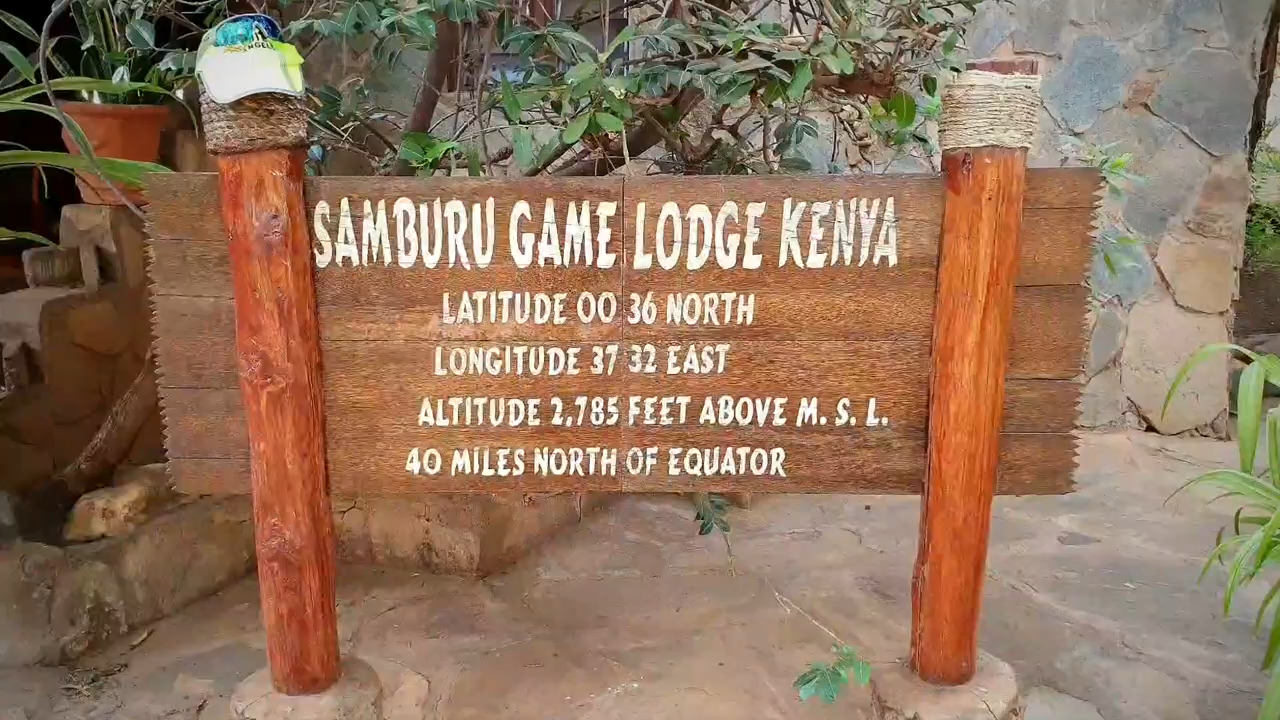 SAMBURU GAME LODGE KENYA
LATITUDE 00 36 NORTH
LONGITUDE 37 32 EAST
ALTITUDE 2,785 FEET ABOVE M. S. L.
40 MILES NORTH OF EQUATOR